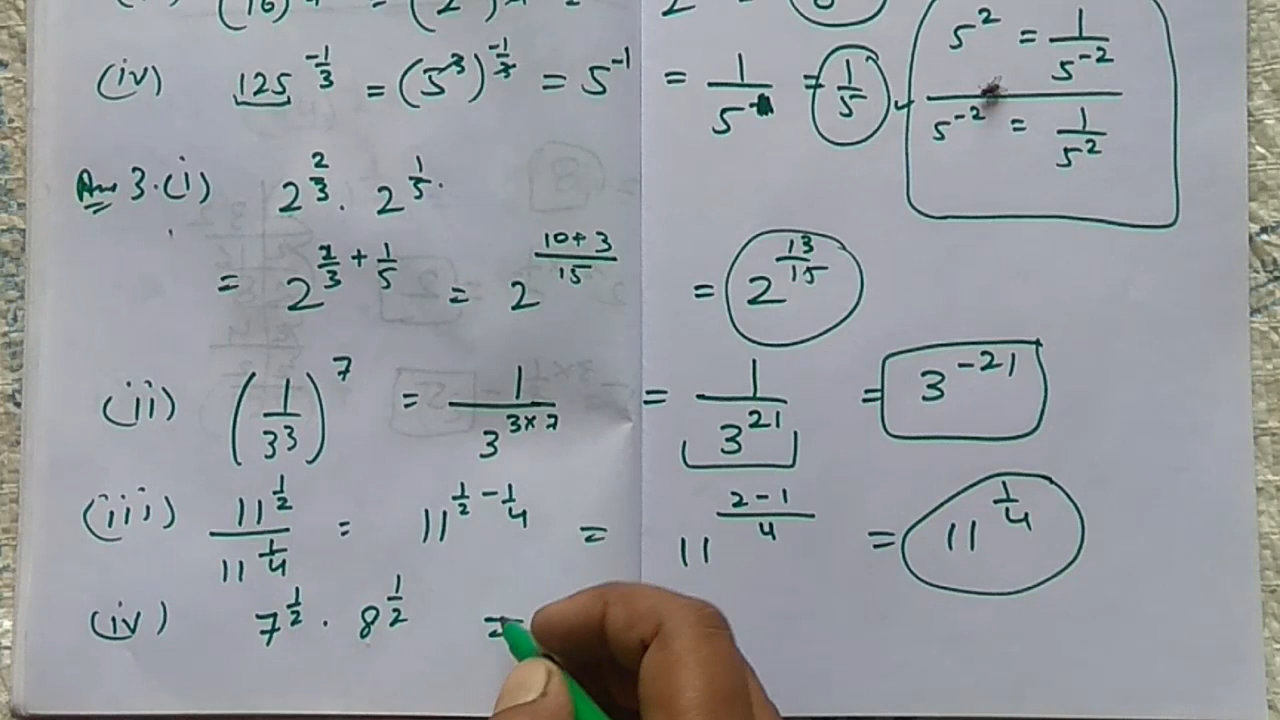 (16)
(iv) 125^(-1/3) = (5^3)^(-1/3) = 5^-1 = 1/5 = 1/5
5^2 = 1/5^-2
5^-2 = 1/5^2
Ans 3.(i) 2^(2/3) . 2^(1/5).
= 2^(2/3 + 1/5) = 2^((10+3)/15) = 2^(13/15)
(ii) (1/3^3)^7 = 1/3^(3×7) = 1/3^21 = 3^-21
(iii) 11^(1/2)/11^(1/4) = 11^(1/2 - 1/4) = 11^((2-1)/4) = 11^(1/4)
(iv) 7^(1/2) . 8^(1/2) =